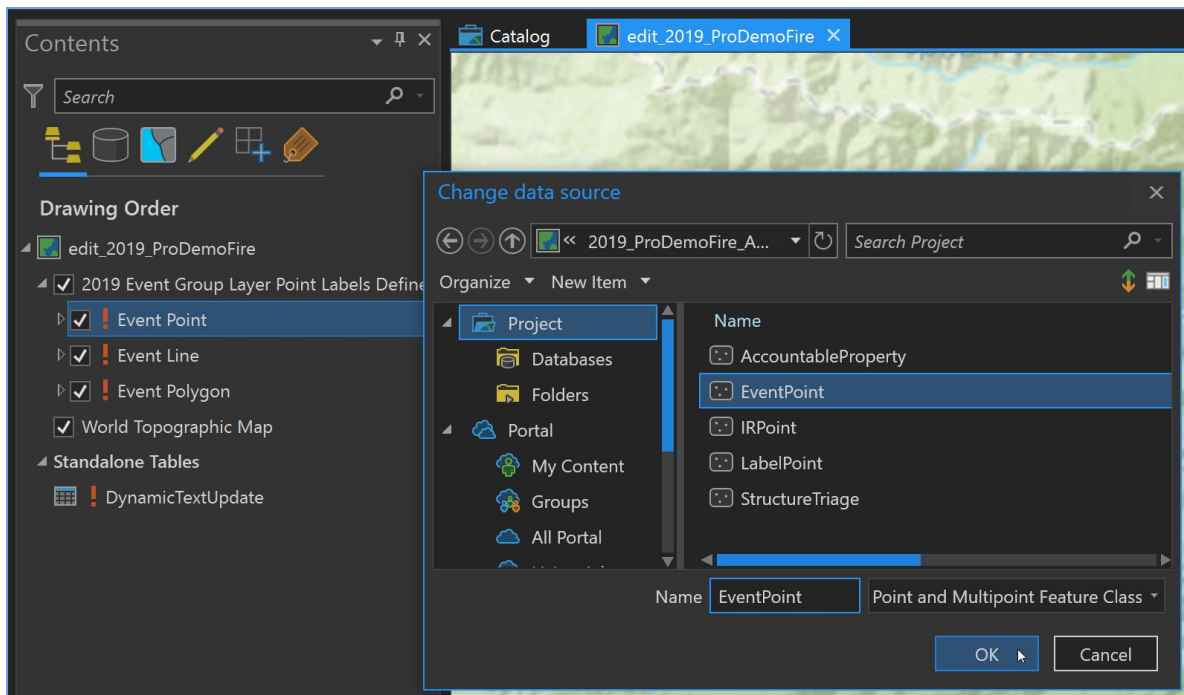 Contents
Catalog
edit_2019_ProDemoFire
Search
Drawing Order
edit_2019_ProDemoFire
2019 Event Group Layer Point Labels Define
Event Point
Event Line
Event Polygon
World Topographic Map
Standalone Tables
DynamicTextUpdate
Change data source
2019_ProDemoFire_A...
Search Project
Organize
New Item
Project
Databases
Folders
Portal
My Content
Groups
All Portal
Name
AccountableProperty
EventPoint
IRPoint
LabelPoint
StructureTriage
Name EventPoint Point and Multipoint Feature Class
OK
Cancel